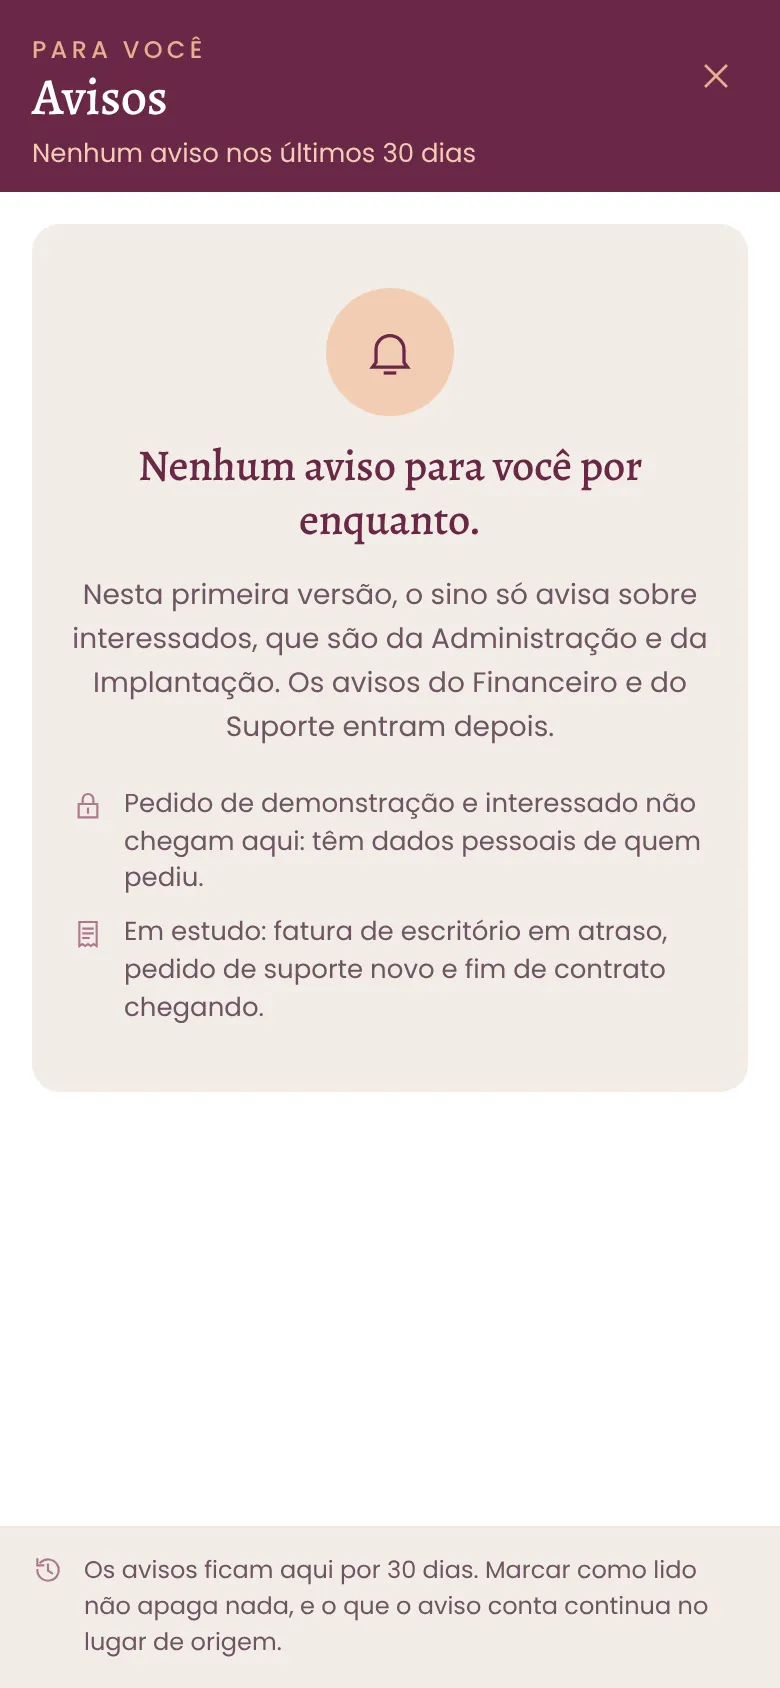 PARA VOCÊ
Avisos
Nenhum aviso nos últimos 30 dias
Nenhum aviso para você por
enquanto.
Nesta primeira versão, o sino só avisa sobre
interessados, que são da Administração e da
Implantação. Os avisos do Financeiro e do
Suporte entram depois.
Pedido de demonstração e interessado não
chegam aqui: têm dados pessoais de quem
pediu.
Em estudo: fatura de escritório em atraso,
pedido de suporte novo e fim de contrato
chegando.
Os avisos ficam aqui por 30 dias. Marcar como lido
não apaga nada, e o que o aviso conta continua no
lugar de origem.